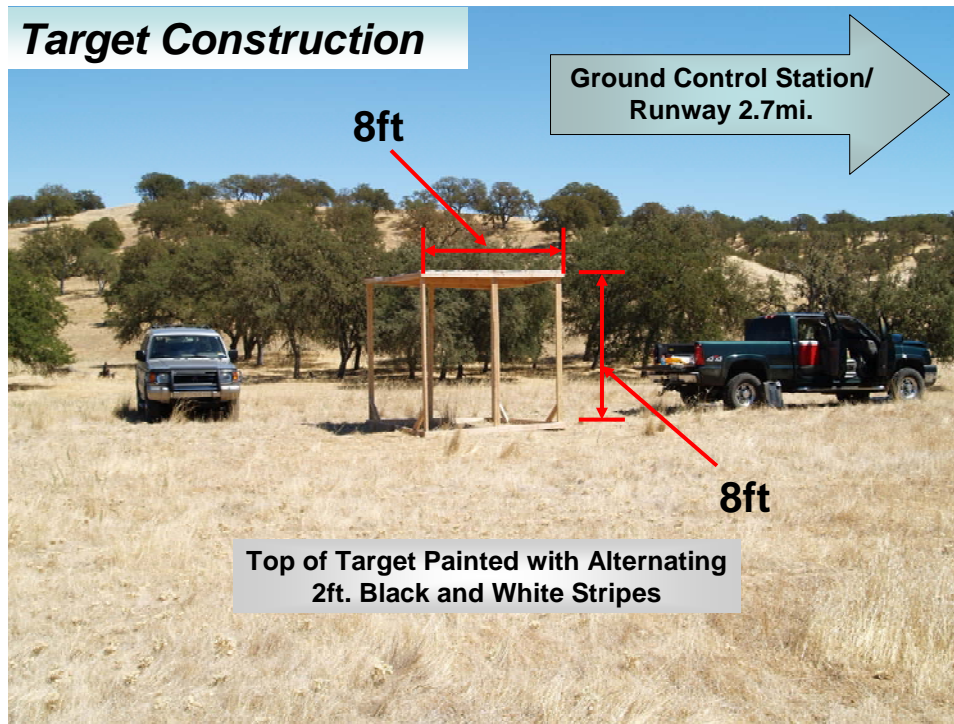 Target Construction
Ground Control Station/
Runway 2.7mi.
8ft
8ft
Top of Target Painted with Alternating
2ft. Black and White Stripes